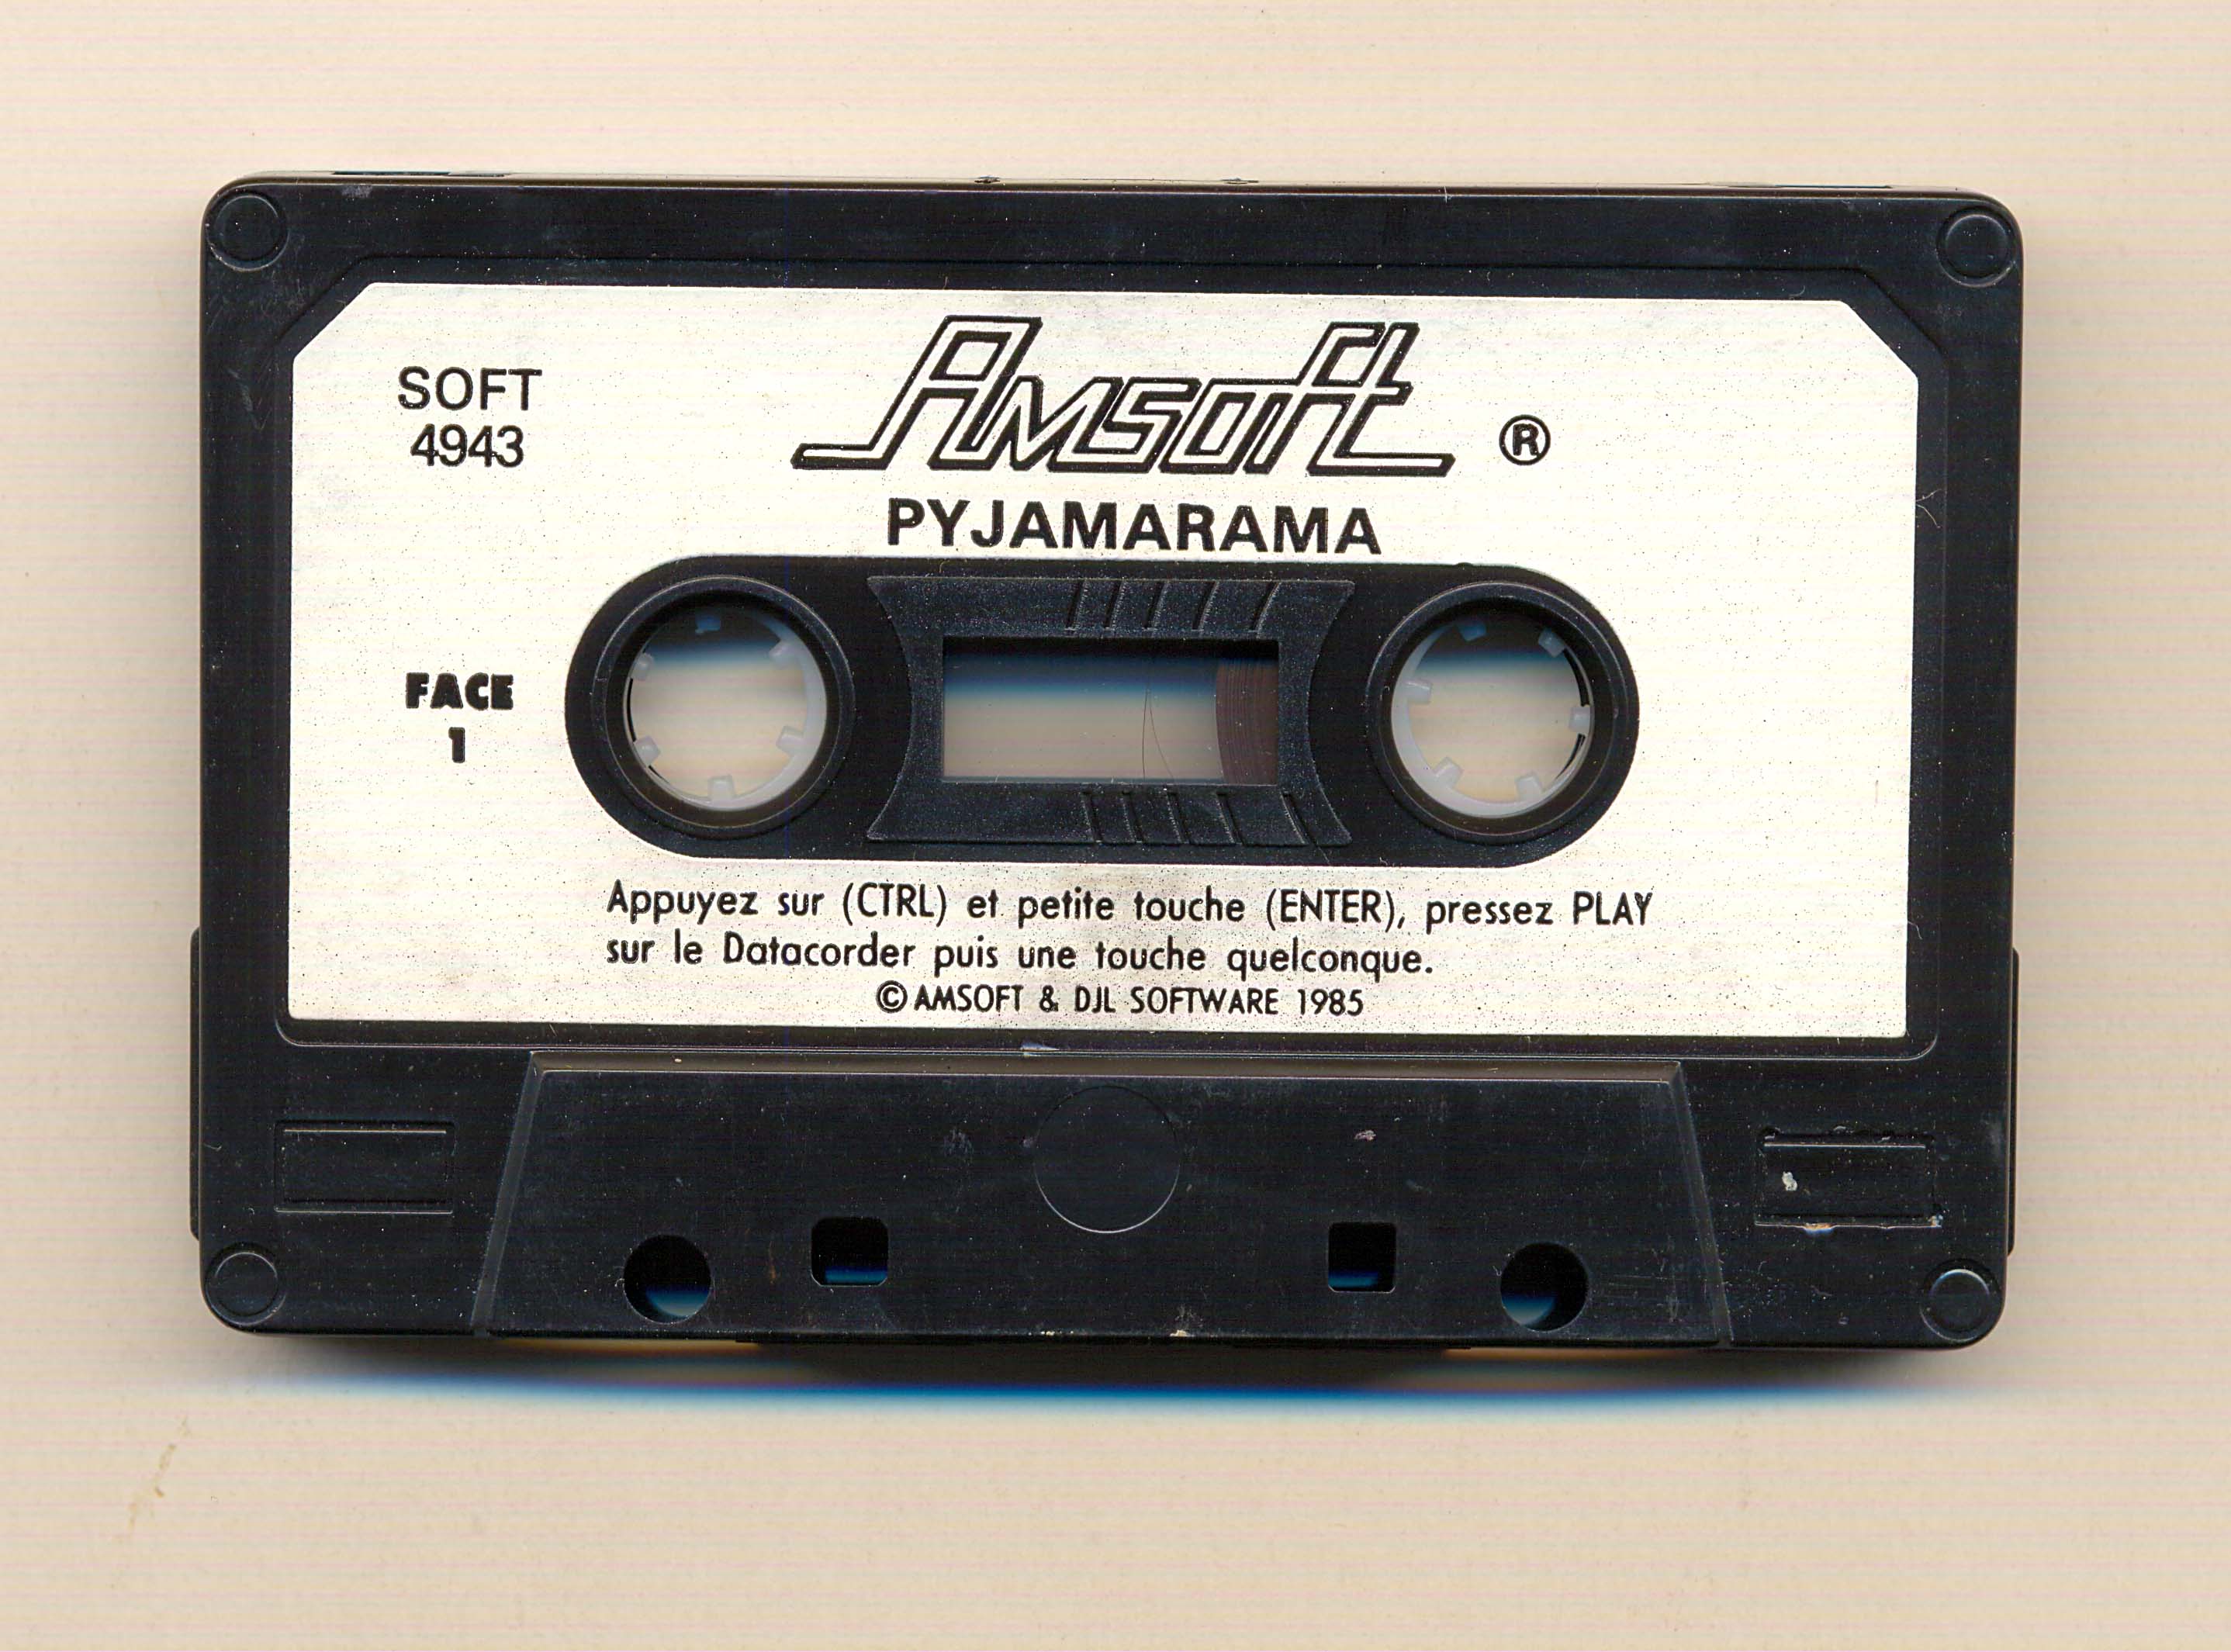 SOFT
4943
Amsoft ®
PYJAMARAMA
FACE
1
Appuyez sur (CTRL) et petite touche (ENTER), pressez PLAY
sur le Datacorder puis une touche quelconque.
© AMSOFT & DJL SOFTWARE 1985